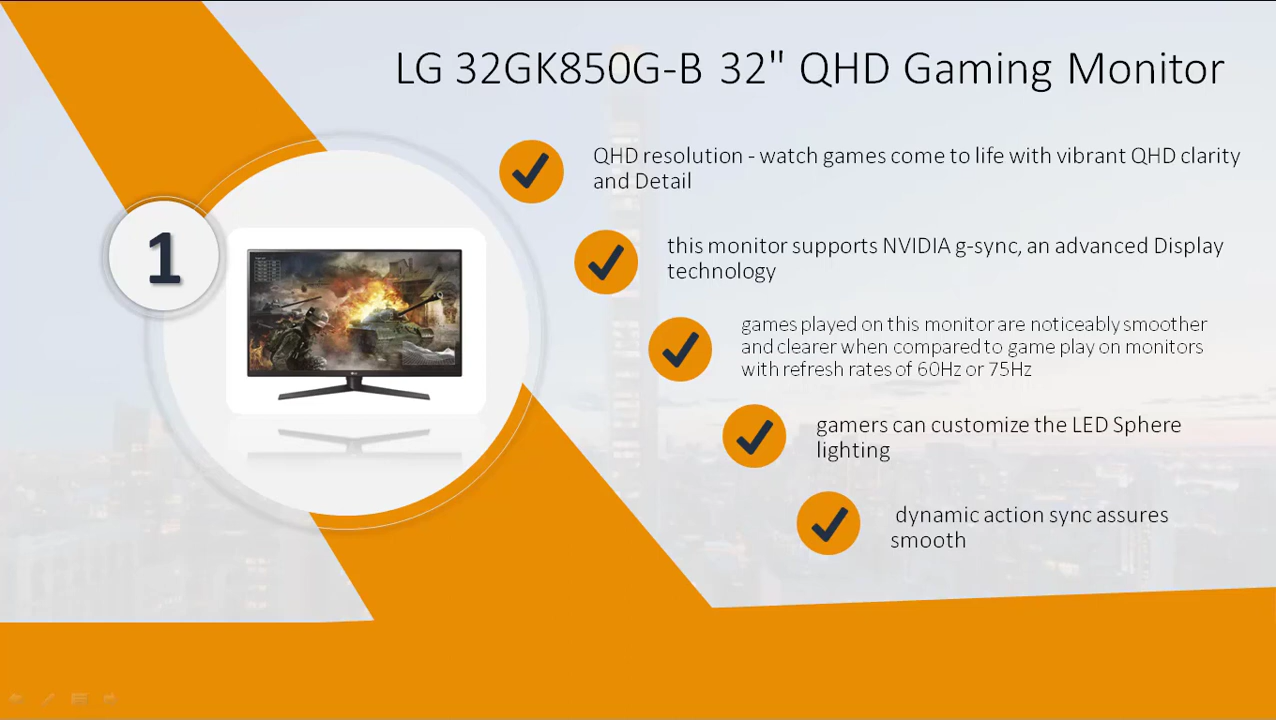 LG 32GK850G-B 32" QHD Gaming Monitor
QHD resolution - watch games come to life with vibrant QHD clarity
and Detail
1
this monitor supports NVIDIA g-sync, an advanced Display
technology
games played on this monitor are noticeably smoother
and clearer when compared to game play on monitors
with refresh rates of 60Hz or 75Hz
gamers can customize the LED Sphere
lighting
dynamic action sync assures
smooth